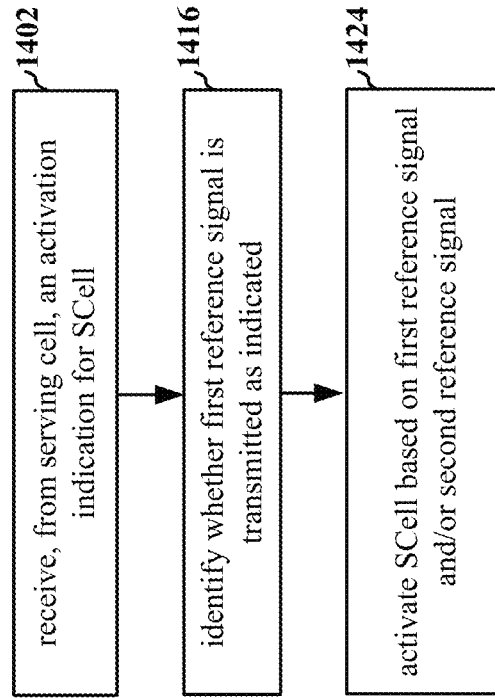 1402
receive, from serving cell, an activation
indication for SCell
1416
identify whether first reference signal is
transmitted as indicated
1424
activate SCell based on first reference signal
and/or second reference signal